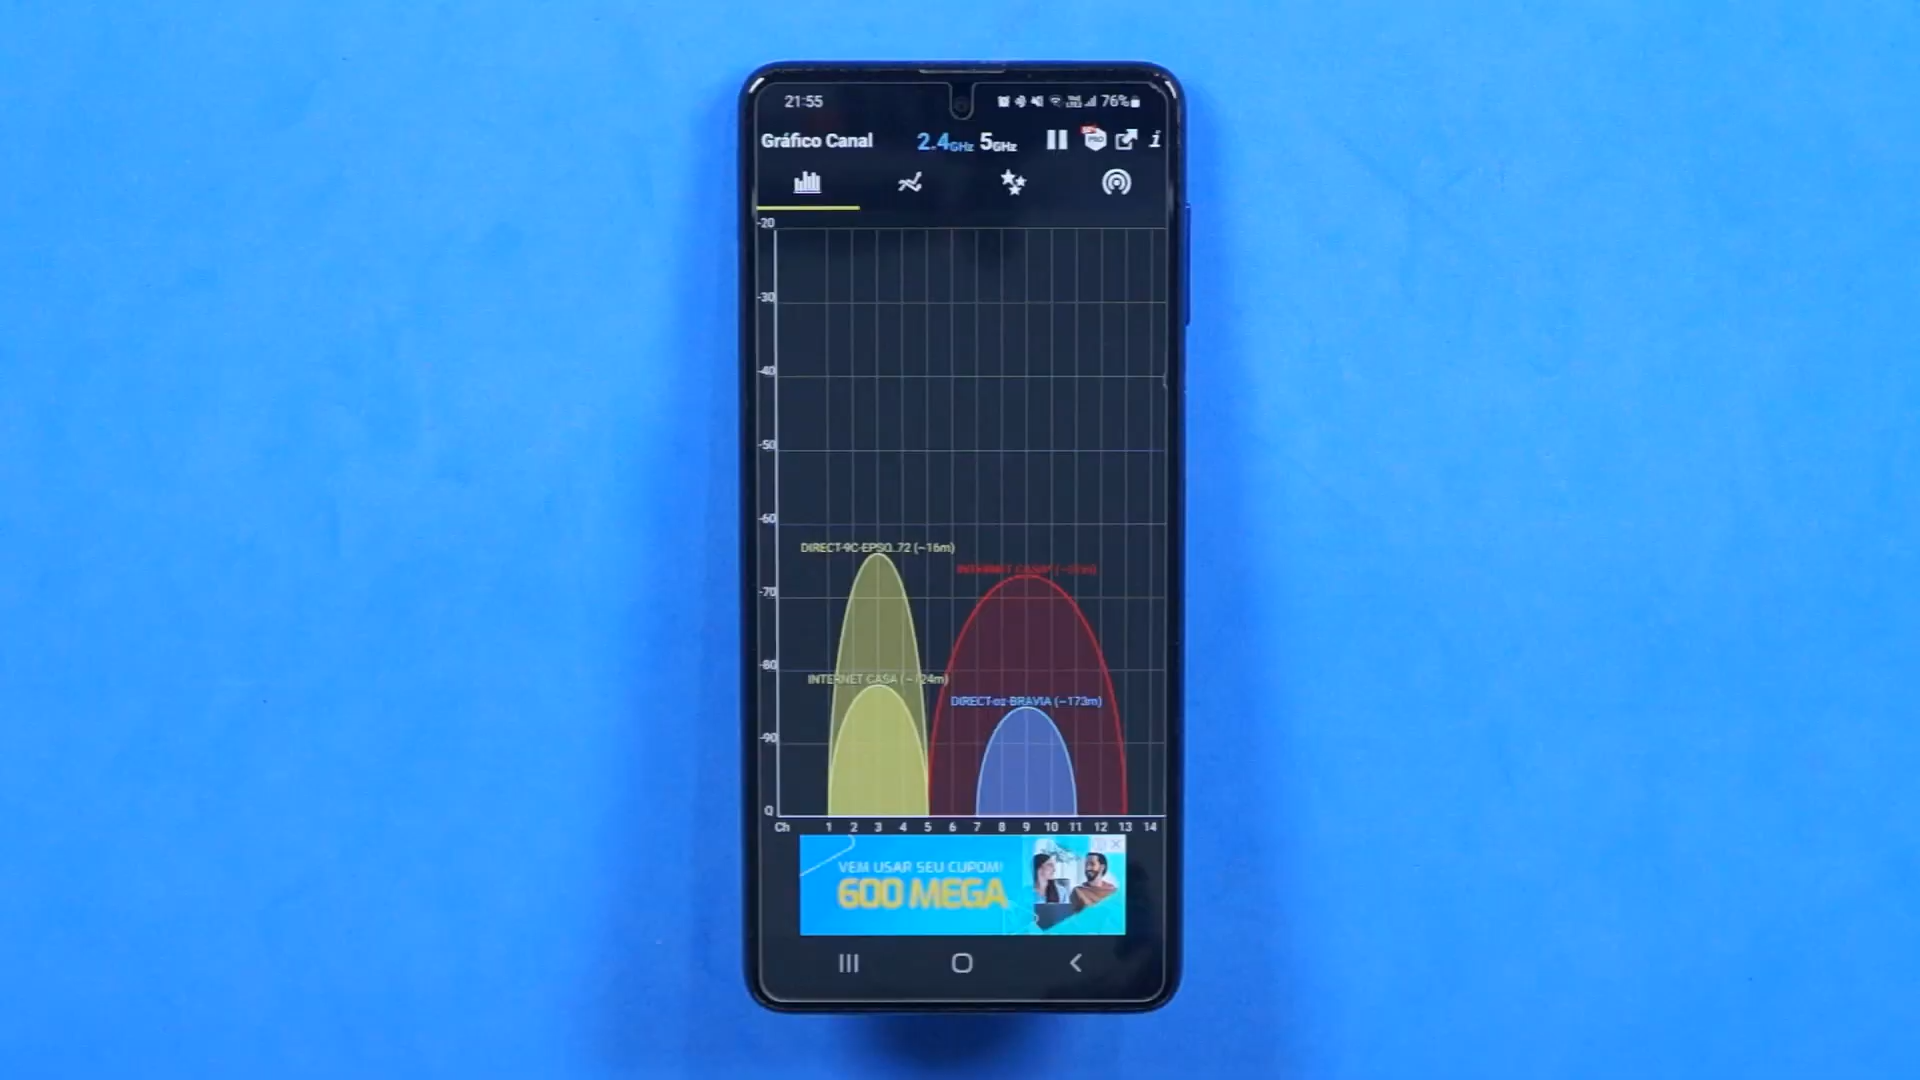 21:55
76%
Gráfico Canal 2.4GHz 5GHz PRO i
-20
-30
-40
-50
-60
DIRECT-9C-EPSO..72 (~16m)
-70
-80
INTERNET CASA (~124m)
DIRECT-oz-BRAVIA (~173m)
-90
Ch 1 2 3 4 5 6 7 8 9 10 11 12 13 14
VEM USAR SEU CUPOM!
600 MEGA